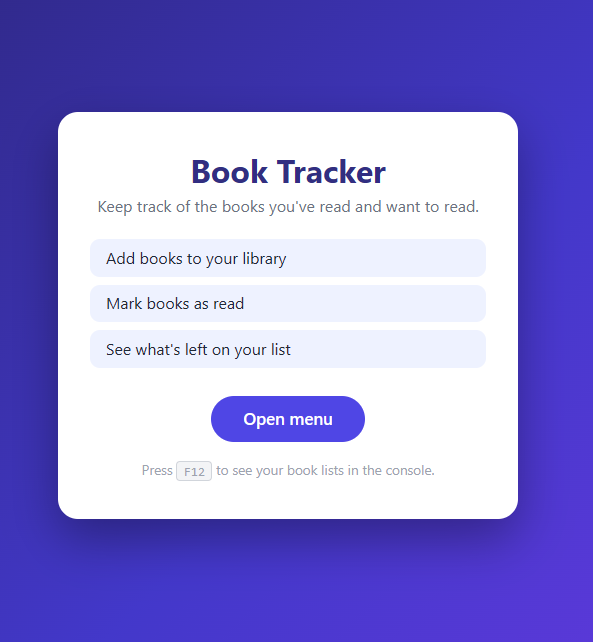 Book Tracker
Keep track of the books you've read and want to read.
Add books to your library
Mark books as read
See what's left on your list
Open menu
Press F12 to see your book lists in the console.